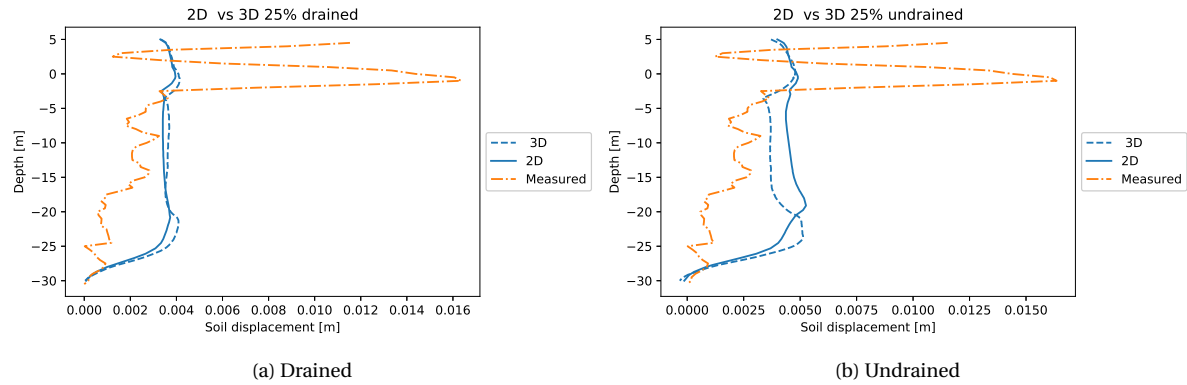 2D  vs 3D 25% drained
5
0
−5
−10
−15
−20
−25
−30
Depth [m]
0.000 0.002 0.004 0.006 0.008 0.010 0.012 0.014 0.016
Soil displacement [m]
3D
2D
Measured
(a) Drained
2D  vs 3D 25% undrained
5
0
−5
−10
−15
−20
−25
−30
Depth [m]
0.0000 0.0025 0.0050 0.0075 0.0100 0.0125 0.0150
Soil displacement [m]
3D
2D
Measured
(b) Undrained